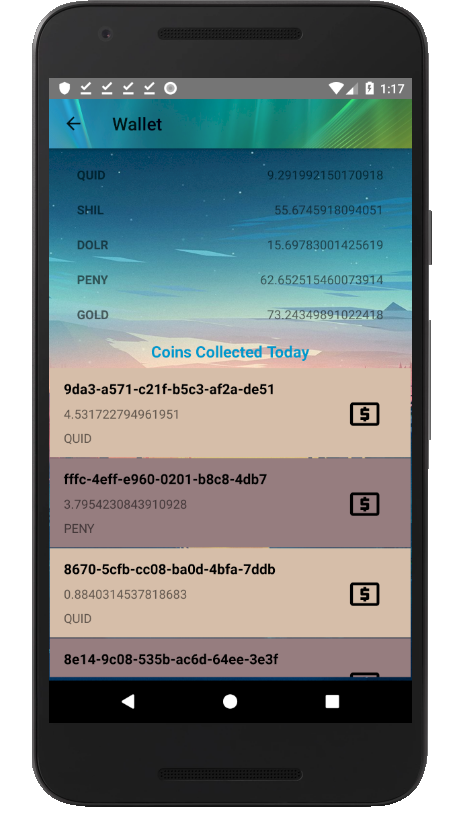 1:17
Wallet
QUID 9.291992150170918
SHIL 55.6745918094051
DOLR 15.69783001425619
PENY 62.652515460073914
GOLD 73.24349891022418
Coins Collected Today
9da3-a571-c21f-b5c3-af2a-de51
4.531722794961951
QUID
fffc-4eff-e960-0201-b8c8-4db7
3.7954230843910928
PENY
8670-5cfb-cc08-ba0d-4bfa-7ddb
0.8840314537818683
QUID
8e14-9c08-535b-ac6d-64ee-3e3f